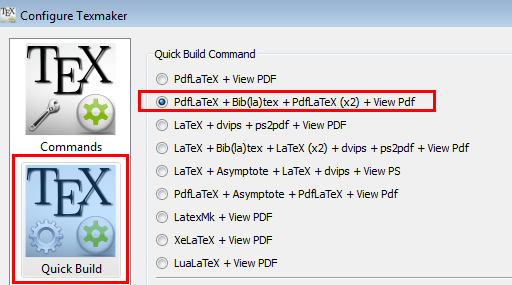 Configure Texmaker
TEX
Commands
TEX
Quick Build
Quick Build Command
PdfLaTeX + View PDF
PdfLaTeX + Bib(la)tex + PdfLaTeX (x2) + View Pdf
LaTeX + dvips + ps2pdf + View PDF
LaTeX + Bib(la)tex + LaTeX (x2) + dvips + ps2pdf + View Pdf
LaTeX + Asymptote + LaTeX + dvips + View PS
PdfLaTeX + Asymptote + PdfLaTeX + View Pdf
LatexMk + View PDF
XeLaTeX + View PDF
LuaLaTeX + View PDF